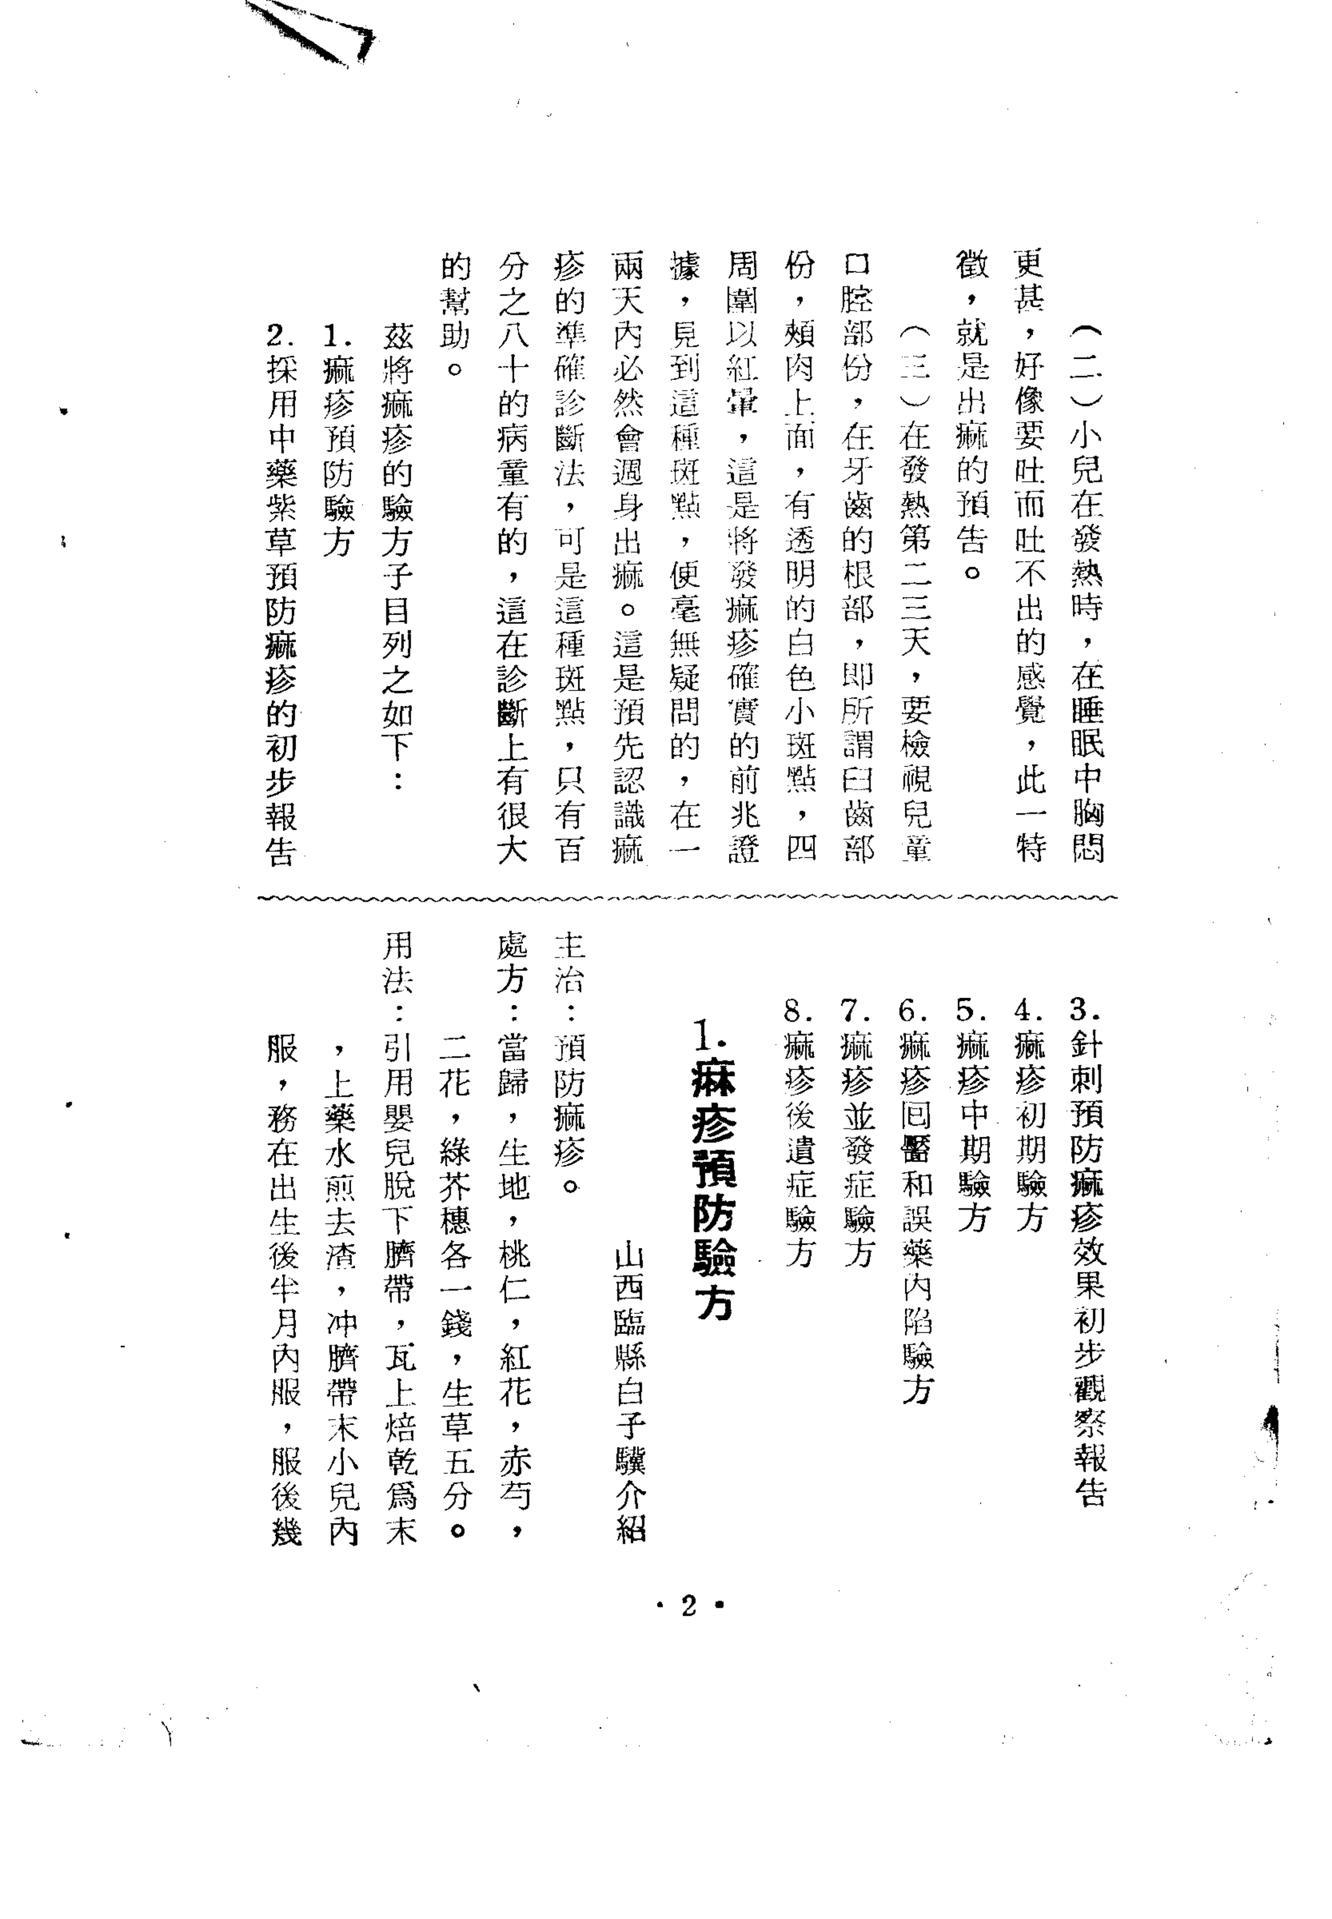 （二）小兒在發熱時，在睡眠中胸悶
更甚，好像要吐而吐不出的感覺，此一特
徵，就是出痲的預告。
（三）在發熱第二三天，要檢視兒童
口腔部份，在牙齒的根部，即所謂臼齒部
份，頰肉上面，有透明的白色小斑點，四
周圍以紅暈，這是將發痲疹確實的前兆證
據，見到這種斑點，便毫無疑問的，在一
兩天內必然會週身出痲。這是預先認識痲
疹的準確診斷法，可是這種斑點，只有百
分之八十的病童有的，這在診斷上有很大
的幫助。
茲將痲疹的驗方子目列之如下：
1.痲疹預防驗方
2.採用中藥紫草預防痲疹的初步報告
3.針刺預防痲疹效果初步觀察報告
4.痲疹初期驗方
5.痲疹中期驗方
6.痲疹回和誤藥內陷驗方
7.痲疹並發症驗方
8.痲疹後遺症驗方
1.痲疹預防驗方
山西臨縣白子驥介紹
主治：預防痲疹。
處方：當歸，生地，桃仁，紅花，赤芍，
二花，綠芥穗各一錢，生草五分。
用法：引用嬰兒脫下臍帶，瓦上焙乾爲末
，上藥水煎去渣，冲臍帶末小兒內
服，務在出生後半月內服，服後幾
·2·